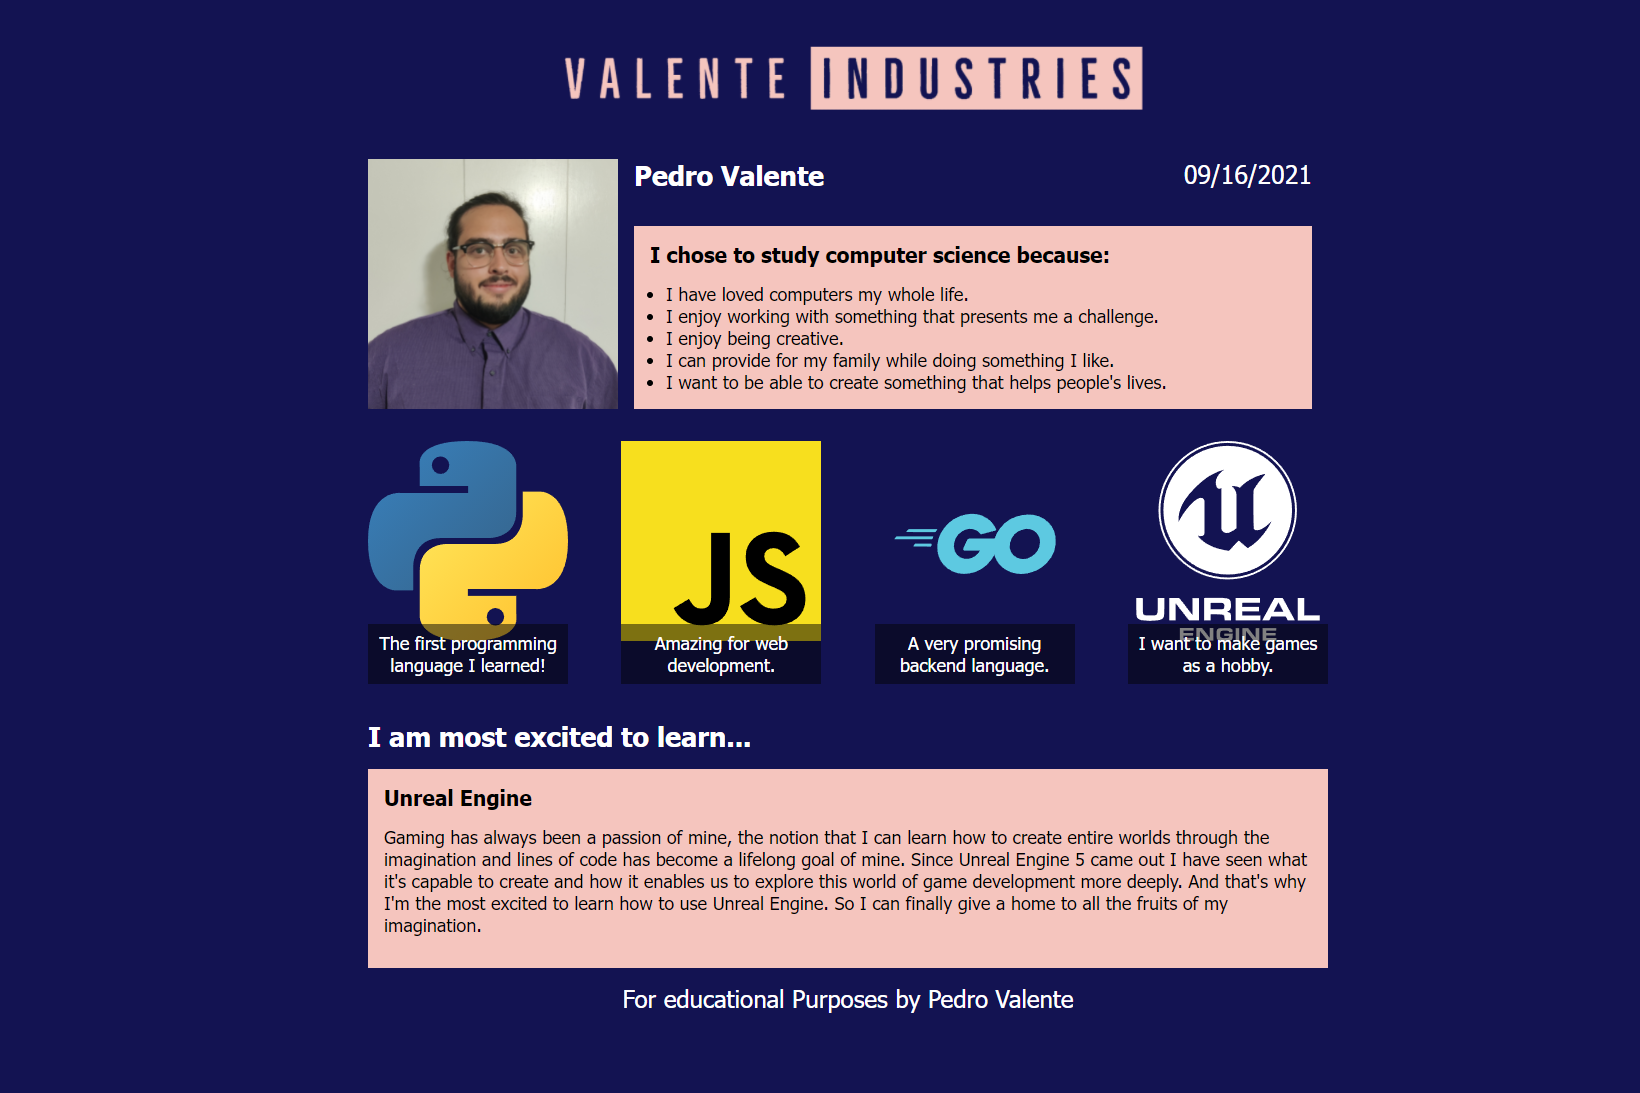 VALENTE INDUSTRIES
Pedro Valente
09/16/2021
I chose to study computer science because:
• I have loved computers my whole life.
• I enjoy working with something that presents me a challenge.
• I enjoy being creative.
• I can provide for my family while doing something I like.
• I want to be able to create something that helps people's lives.
The first programming
language I learned!
JS
Amazing for web
development.
GO
A very promising
backend language.
UNREAL
ENGINE
I want to make games
as a hobby.
I am most excited to learn...
Unreal Engine
Gaming has always been a passion of mine, the notion that I can learn how to create entire worlds through the
imagination and lines of code has become a lifelong goal of mine. Since Unreal Engine 5 came out I have seen what
it's capable to create and how it enables us to explore this world of game development more deeply. And that's why
I'm the most excited to learn how to use Unreal Engine. So I can finally give a home to all the fruits of my
imagination.
For educational Purposes by Pedro Valente